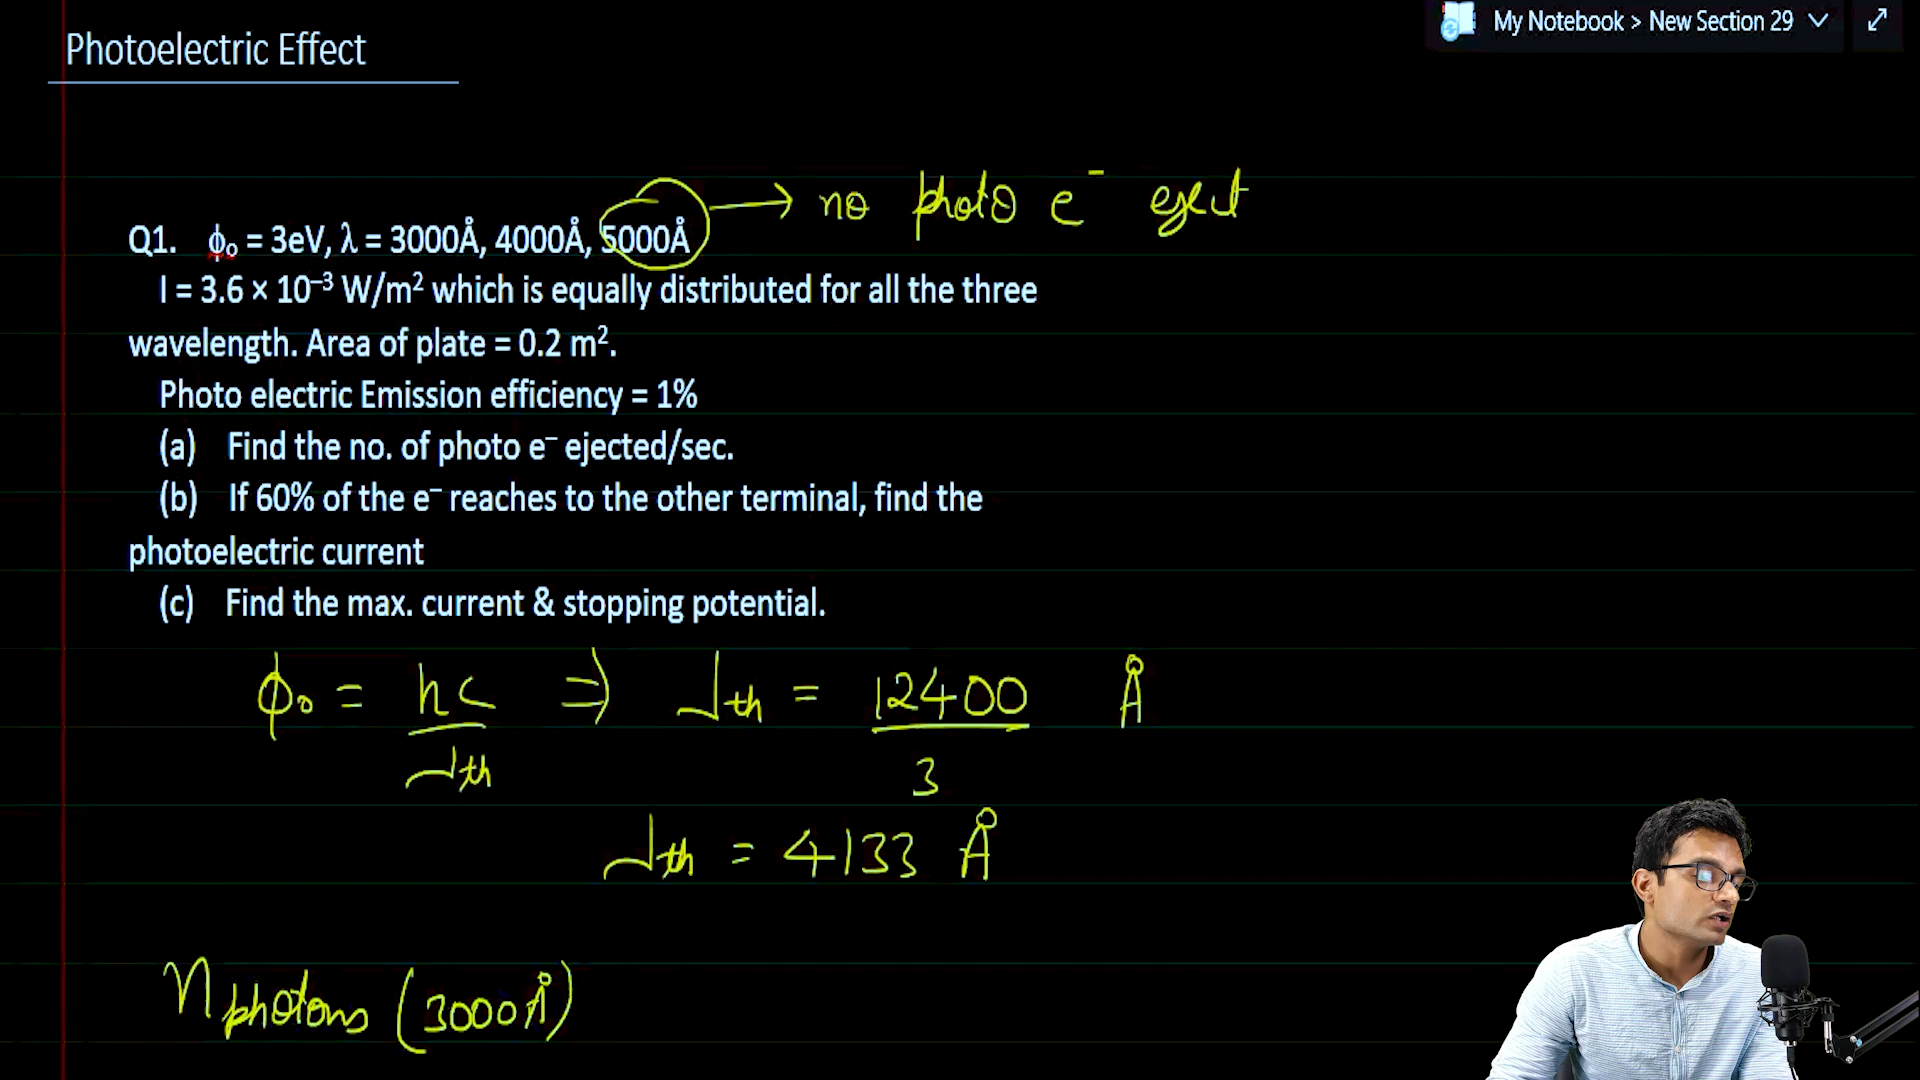 Photoelectric Effect
My Notebook > New Section 29
no photo e⁻ eject
Q1. ϕ₀ = 3eV, λ = 3000Å, 4000Å, 5000Å
I = 3.6 × 10⁻³ W/m² which is equally distributed for all the three
wavelength. Area of plate = 0.2 m².
Photo electric Emission efficiency = 1%
(a) Find the no. of photo e⁻ ejected/sec.
(b) If 60% of the e⁻ reaches to the other terminal, find the
photoelectric current
(c) Find the max. current & stopping potential.
ϕ₀ = hc/λth ⇒ λth = 12400/3 Å
λth = 4133 Å
ηphotons (3000Å)